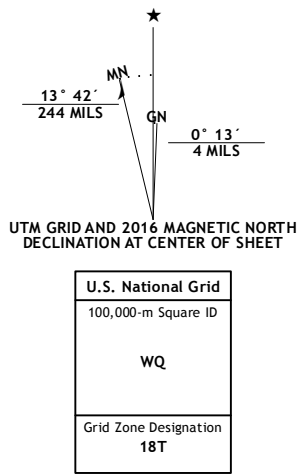 ★
MN
GN
13° 42´
244 MILS
0° 13´
4 MILS
UTM GRID AND 2016 MAGNETIC NORTH
DECLINATION AT CENTER OF SHEET
U.S. National Grid
100,000-m Square ID
WQ
Grid Zone Designation
18T